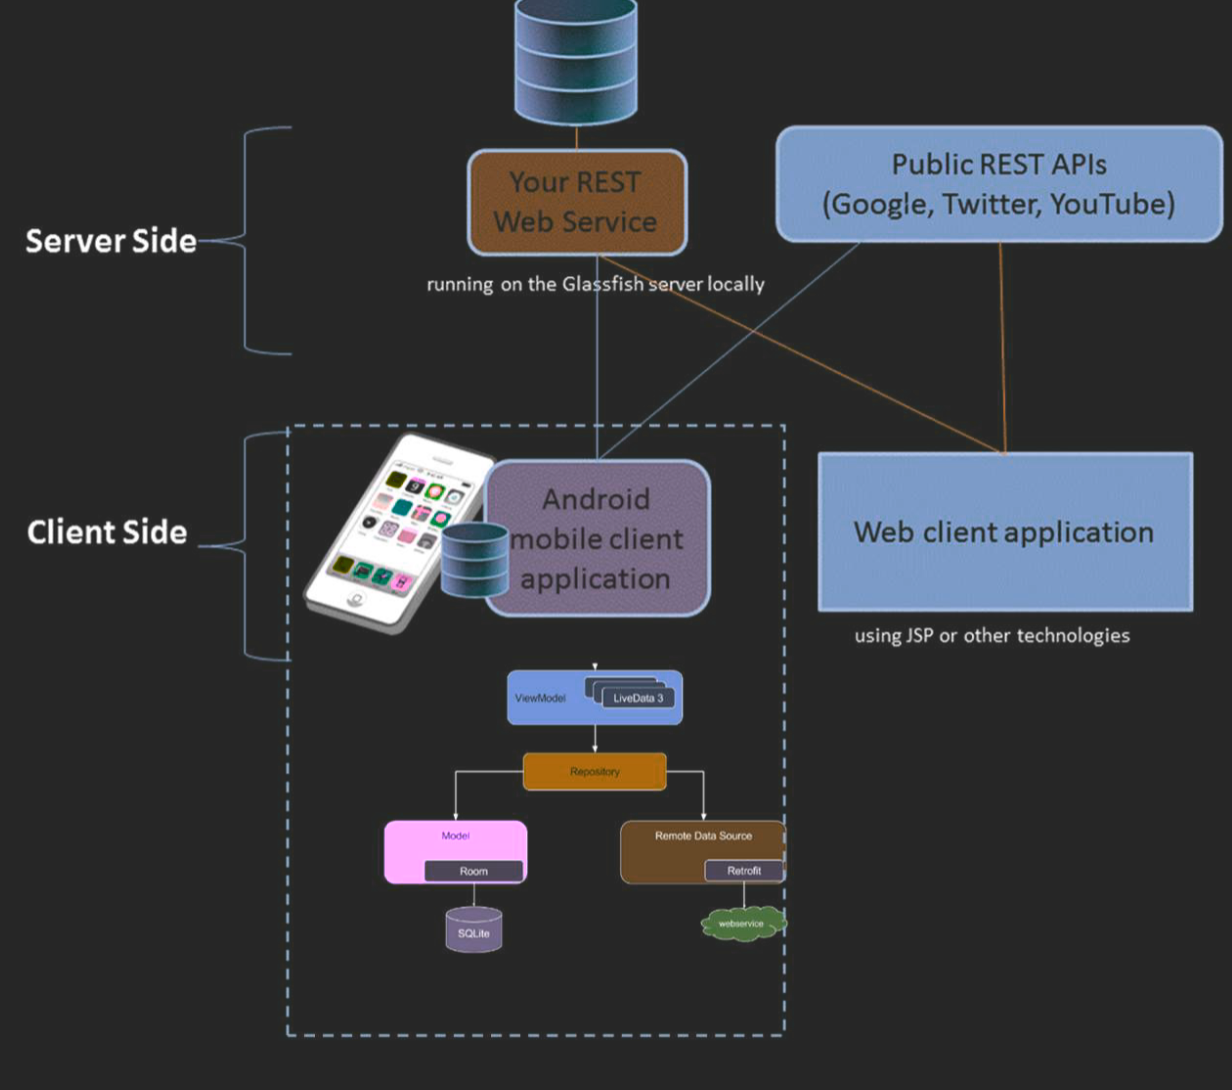 Your REST
Web Service
Public REST APIs
(Google, Twitter, YouTube)
Server Side
running on the Glassfish server locally
Client Side
Android
mobile client
application
Web client application
using JSP or other technologies
ViewModel
LiveData 3
Repository
Model
Room
SQLite
Remote Data Source
Retrofit
webservice